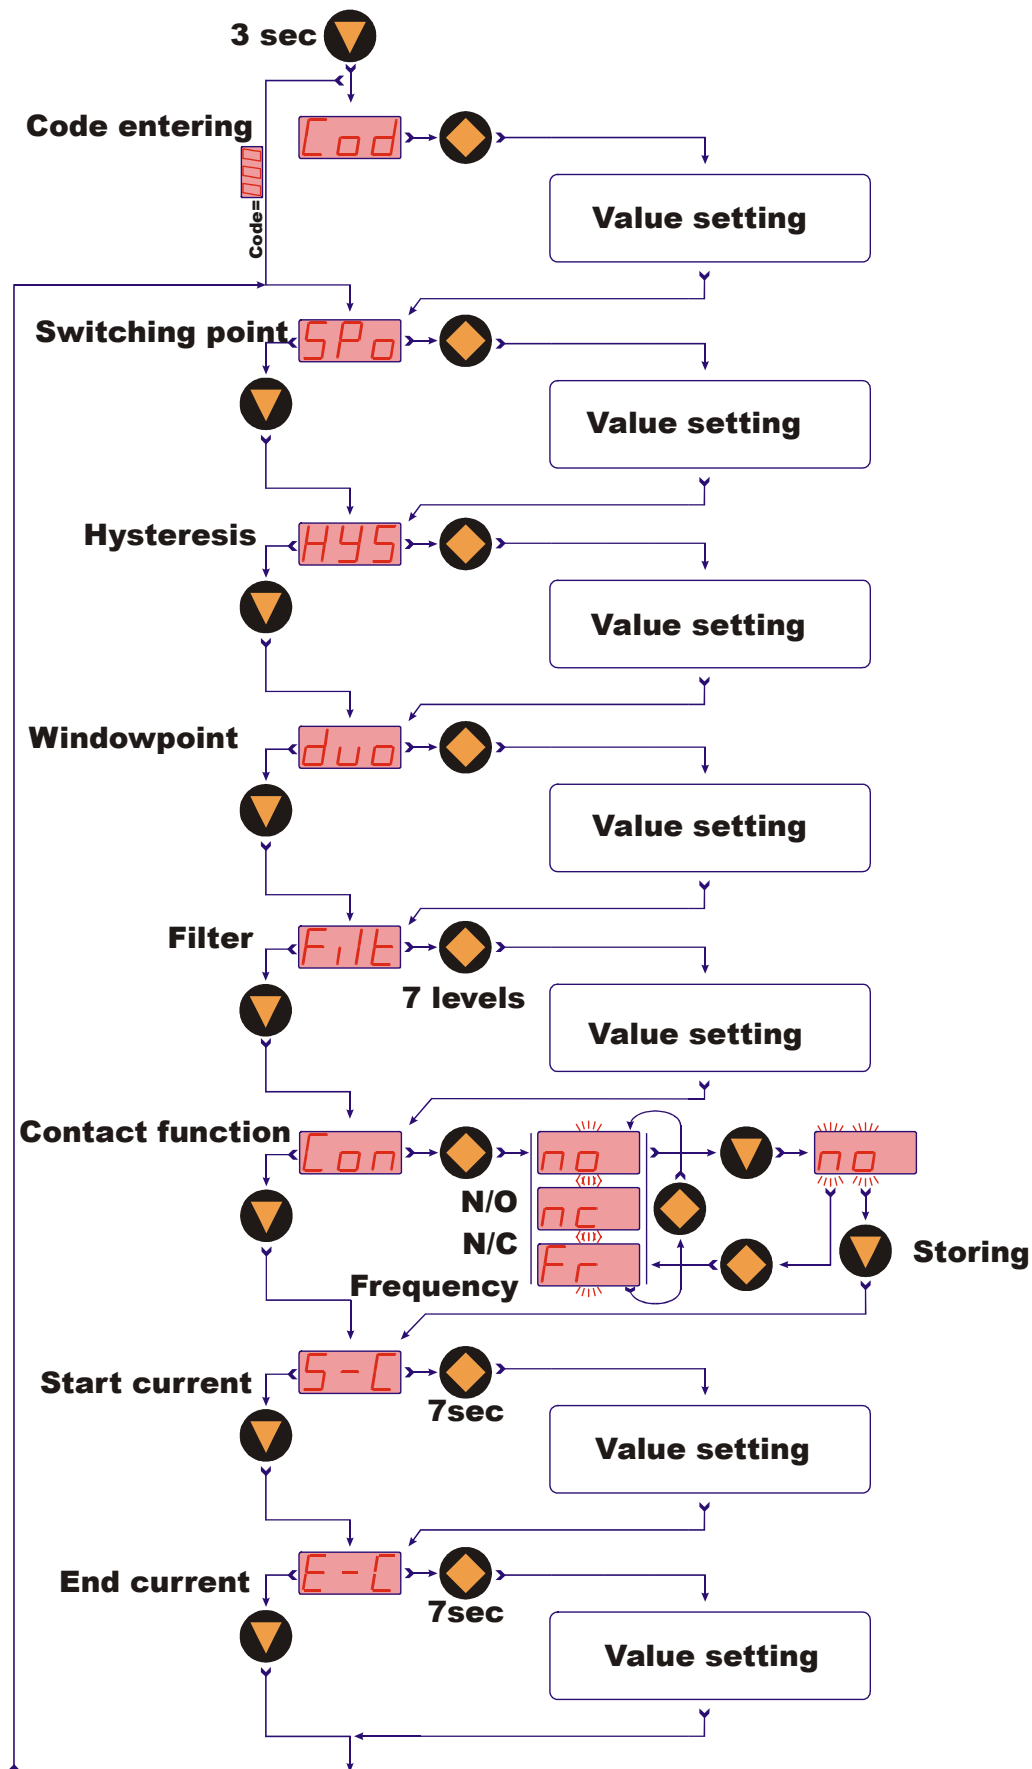 3 sec
Code entering
Cod
Value setting
Code=000
Switching point
SPo
Value setting
Hysteresis
HYS
Value setting
Windowpoint
duo
Value setting
Filter
Filt
7 levels
Value setting
Contact function
Con
no
no
N/O
nc
N/C
Fr
Storing
Frequency
Start current
S-C
7sec
Value setting
End current
E-C
7sec
Value setting